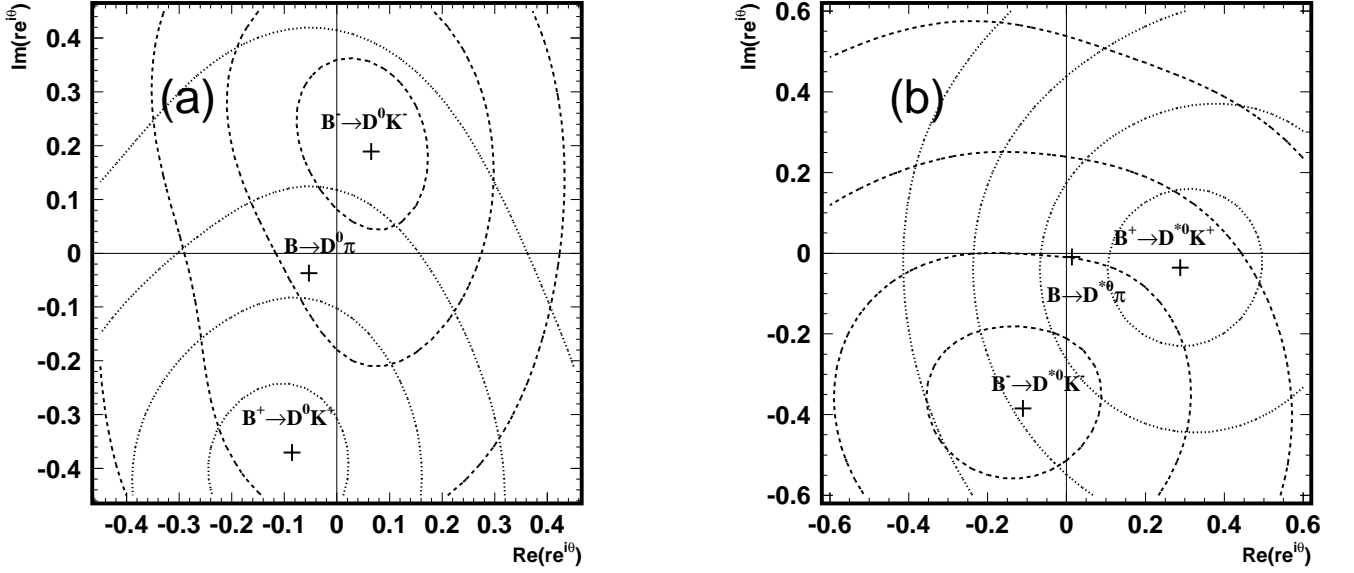 Im(re^iθ)
0.4
0.3
0.2
0.1
0
-0.1
-0.2
-0.3
-0.4
(a)
B⁻→D⁰K⁻
B→D⁰π
B⁺→D⁰K⁺
-0.4 -0.3 -0.2 -0.1 0 0.1 0.2 0.3 0.4
Re(re^iθ)
Im(re^iθ)
0.6
0.4
0.2
0
-0.2
-0.4
-0.6
(b)
B⁺→D*⁰K⁺
B→D*⁰π
B⁻→D*⁰K⁻
-0.6 -0.4 -0.2 0 0.2 0.4 0.6
Re(re^iθ)